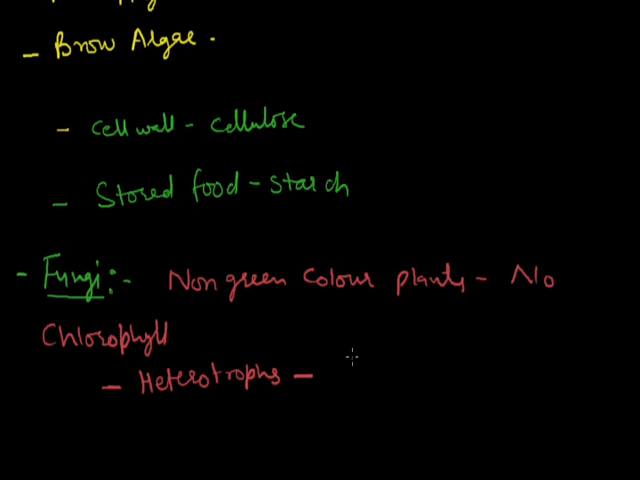 - Brow Algae.
- Cell wall - cellulose
- Stored food - starch
- Fungi:- Non green Colour plants - No
Chlorophyll
- Heterotrophs -